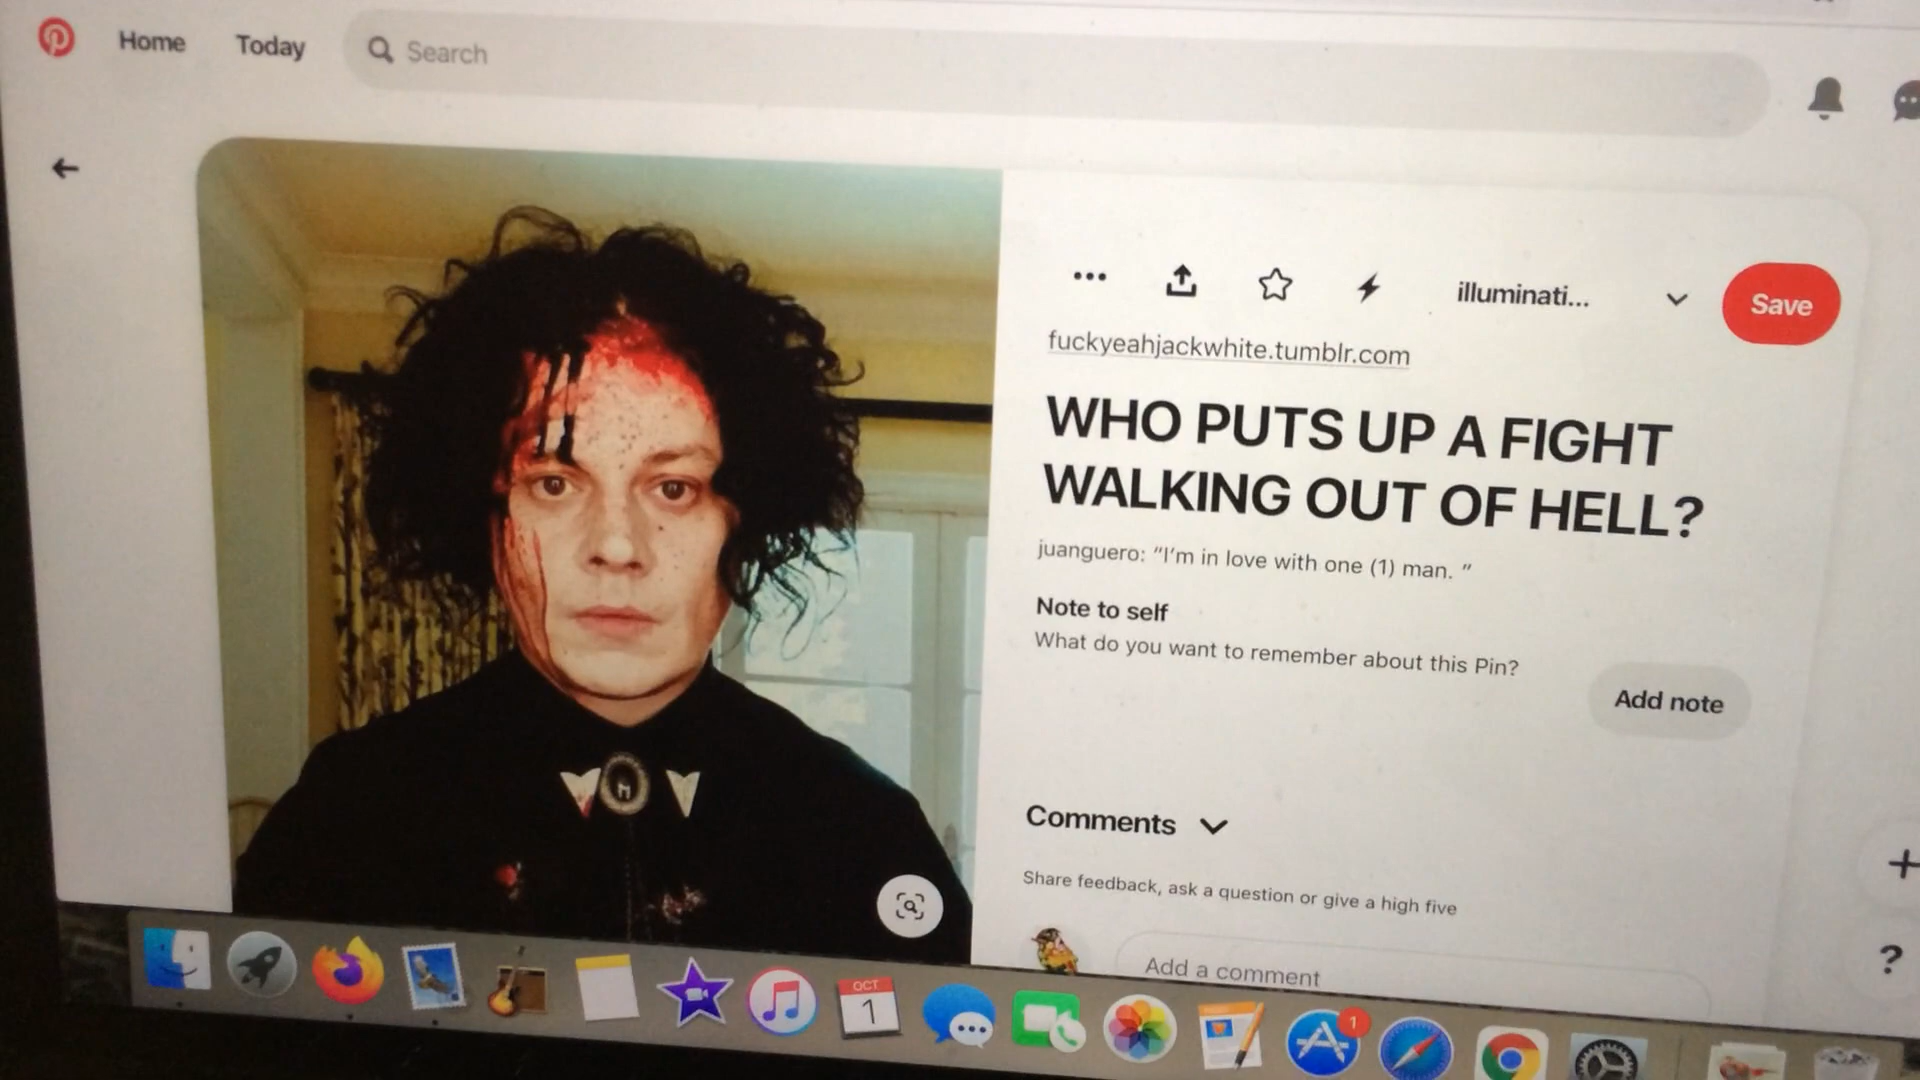 Home Today Search
illuminati... Save
fuckyeahjackwhite.tumblr.com
WHO PUTS UP A FIGHT
WALKING OUT OF HELL?
juanguero: “I’m in love with one (1) man. ”
Note to self
What do you want to remember about this Pin?
Add note
Comments
Share feedback, ask a question or give a high five
Add a comment
?
OCT
1
1